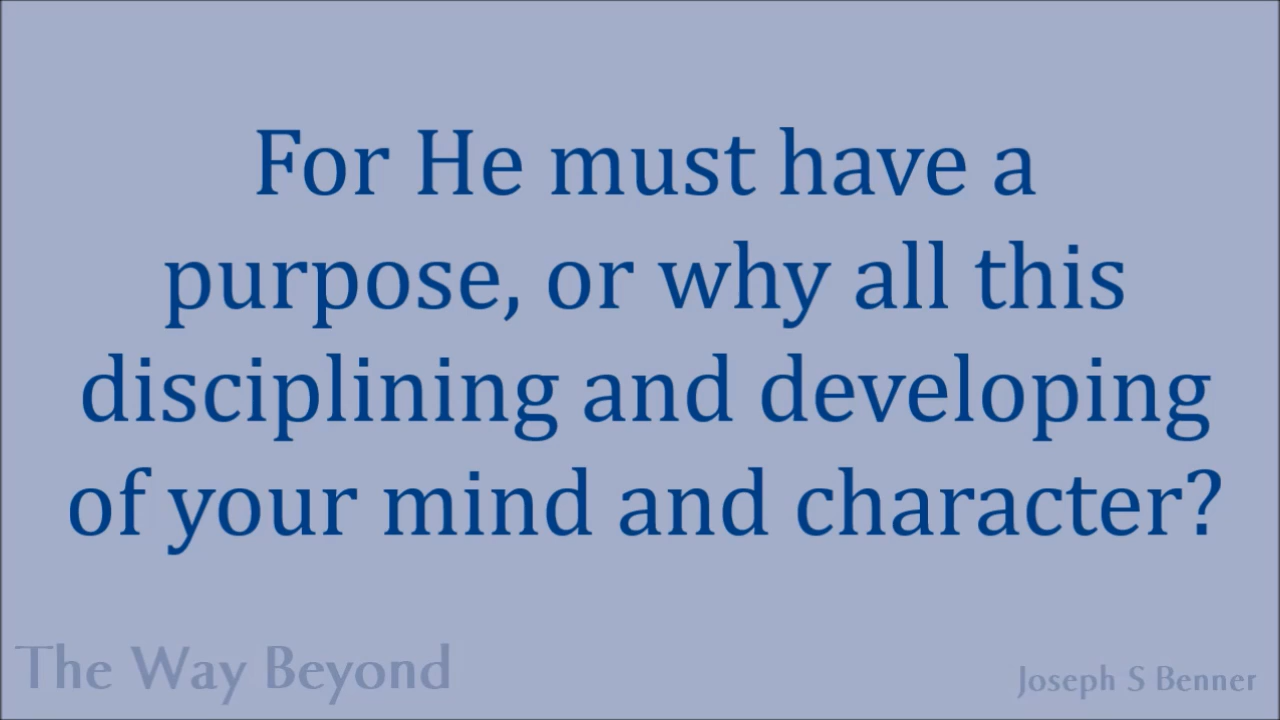 For He must have a
purpose, or why all this
disciplining and developing
of your mind and character?
The Way Beyond
Joseph S Benner